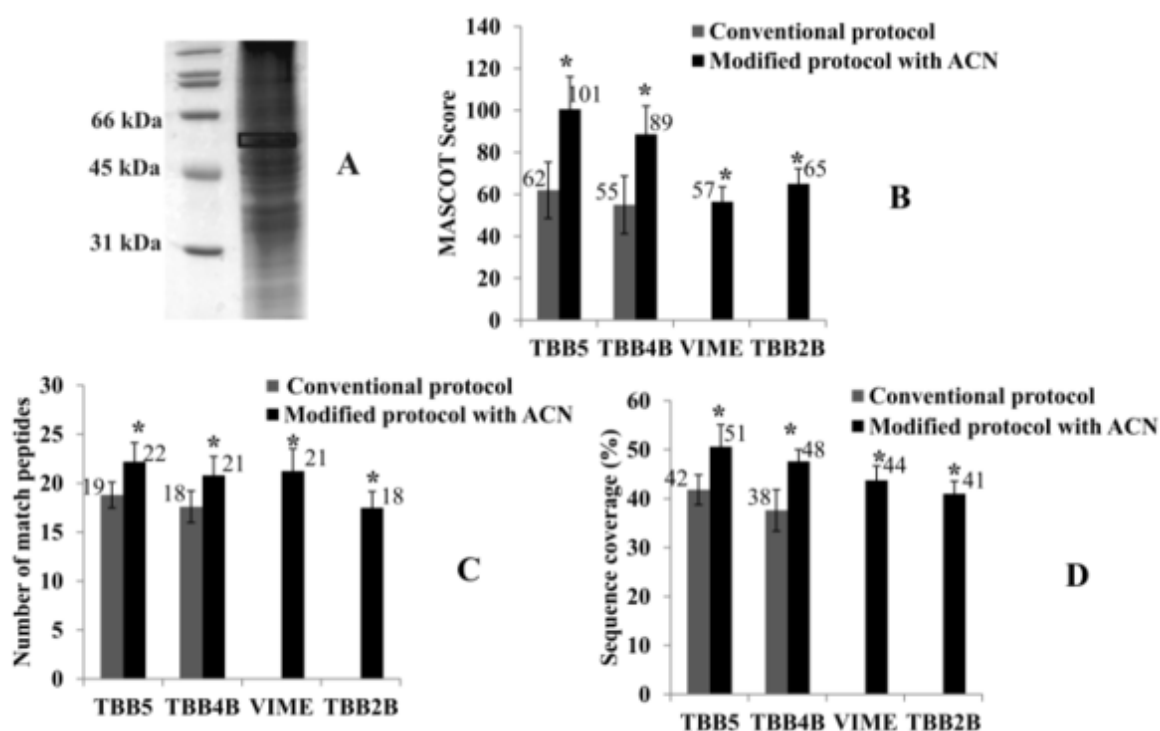 66 kDa
45 kDa
31 kDa
A
140
120
100
80
60
40
20
0
MASCOT Score
Conventional protocol
Modified protocol with ACN
62
*
101
55
*
89
57
*
*
65
TBB5 TBB4B VIME TBB2B
B
30
25
20
15
10
5
0
Number of match peptides
Conventional protocol
Modified protocol with ACN
19
*
22
18
*
21
*
21
*
18
TBB5 TBB4B VIME TBB2B
C
60
50
40
30
20
10
0
Sequence coverage (%)
Conventional protocol
Modified protocol with ACN
42
*
51
38
*
48
*
44
*
41
TBB5 TBB4B VIME TBB2B
D